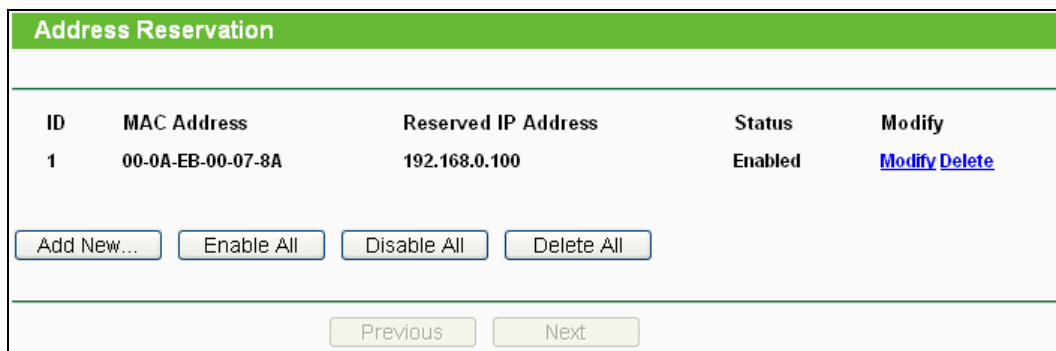 Address Reservation
ID MAC Address Reserved IP Address Status Modify
1 00-0A-EB-00-07-8A 192.168.0.100 Enabled Modify Delete
Add New... Enable All Disable All Delete All
Previous Next